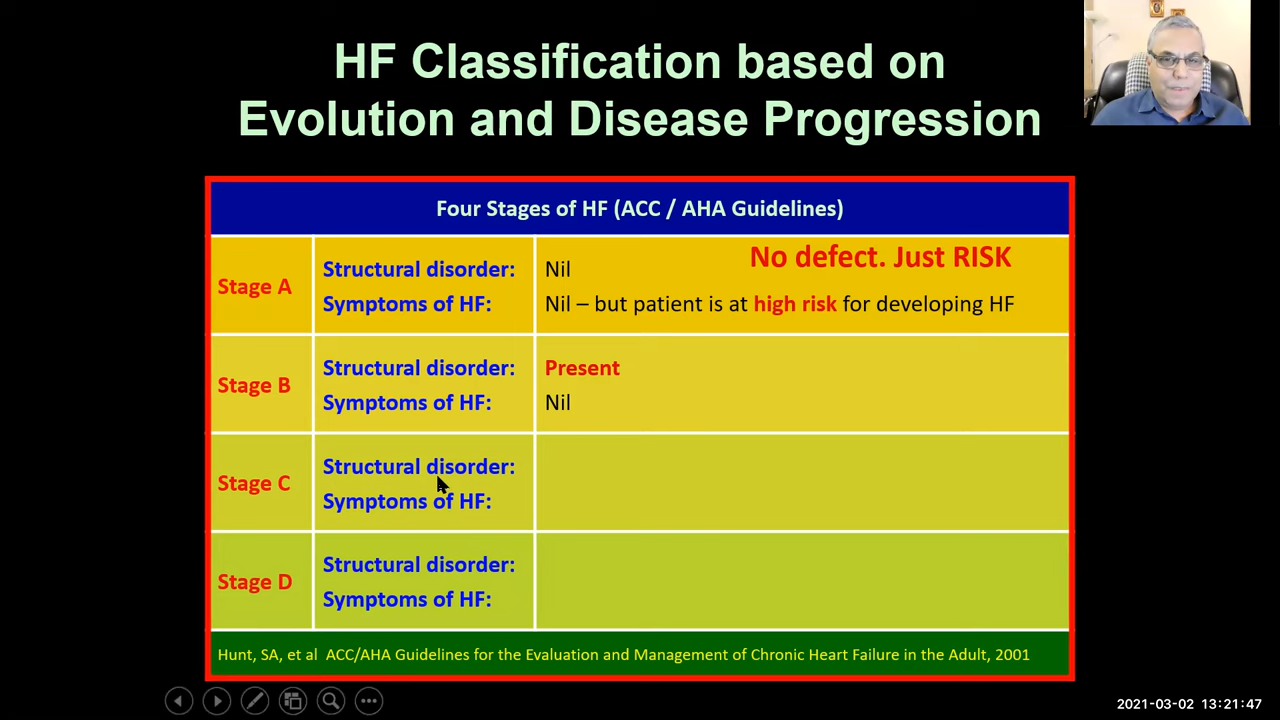 HF Classification based on
Evolution and Disease Progression
Four Stages of HF (ACC / AHA Guidelines)
Stage A
Structural disorder:
Nil
No defect. Just RISK
Symptoms of HF:
Nil – but patient is at high risk for developing HF
Stage B
Structural disorder:
Present
Symptoms of HF:
Nil
Stage C
Structural disorder:
Symptoms of HF:
Stage D
Structural disorder:
Symptoms of HF:
Hunt, SA, et al ACC/AHA Guidelines for the Evaluation and Management of Chronic Heart Failure in the Adult, 2001
2021-03-02 13:21:47